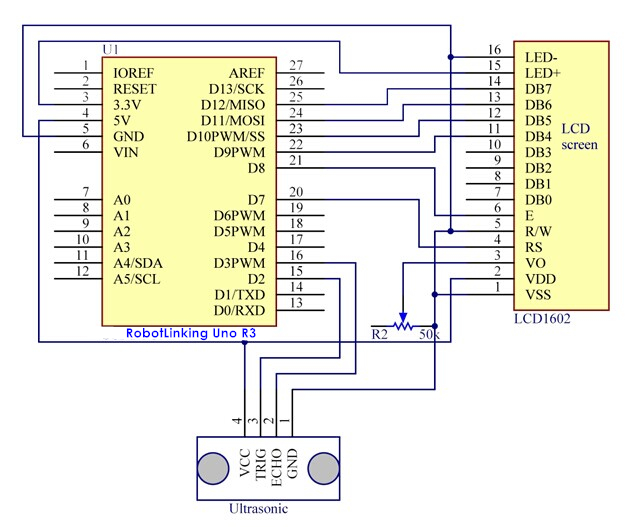 U1
1 IOREF
2 RESET
3 3.3V
4 5V
5 GND
6 VIN
7 A0
8 A1
9 A2
10 A3
11 A4/SDA
12 A5/SCL
AREF 27
D13/SCK 26
D12/MISO 25
D11/MOSI 24
D10PWM/SS 23
D9PWM 22
D8 21
D7 20
D6PWM 19
D5PWM 18
D4 17
D3PWM 16
D2 15
D1/TXD 14
D0/RXD 13
RobotLinking Uno R3
16 LED-
15 LED+
14 DB7
13 DB6
12 DB5
11 DB4
10 DB3
9 DB2
8 DB1
7 DB0
6 E
5 R/W
4 RS
3 VO
2 VDD
1 VSS
LCD
screen
LCD1602
R2 50k
4 VCC
3 TRIG
2 ECHO
1 GND
Ultrasonic